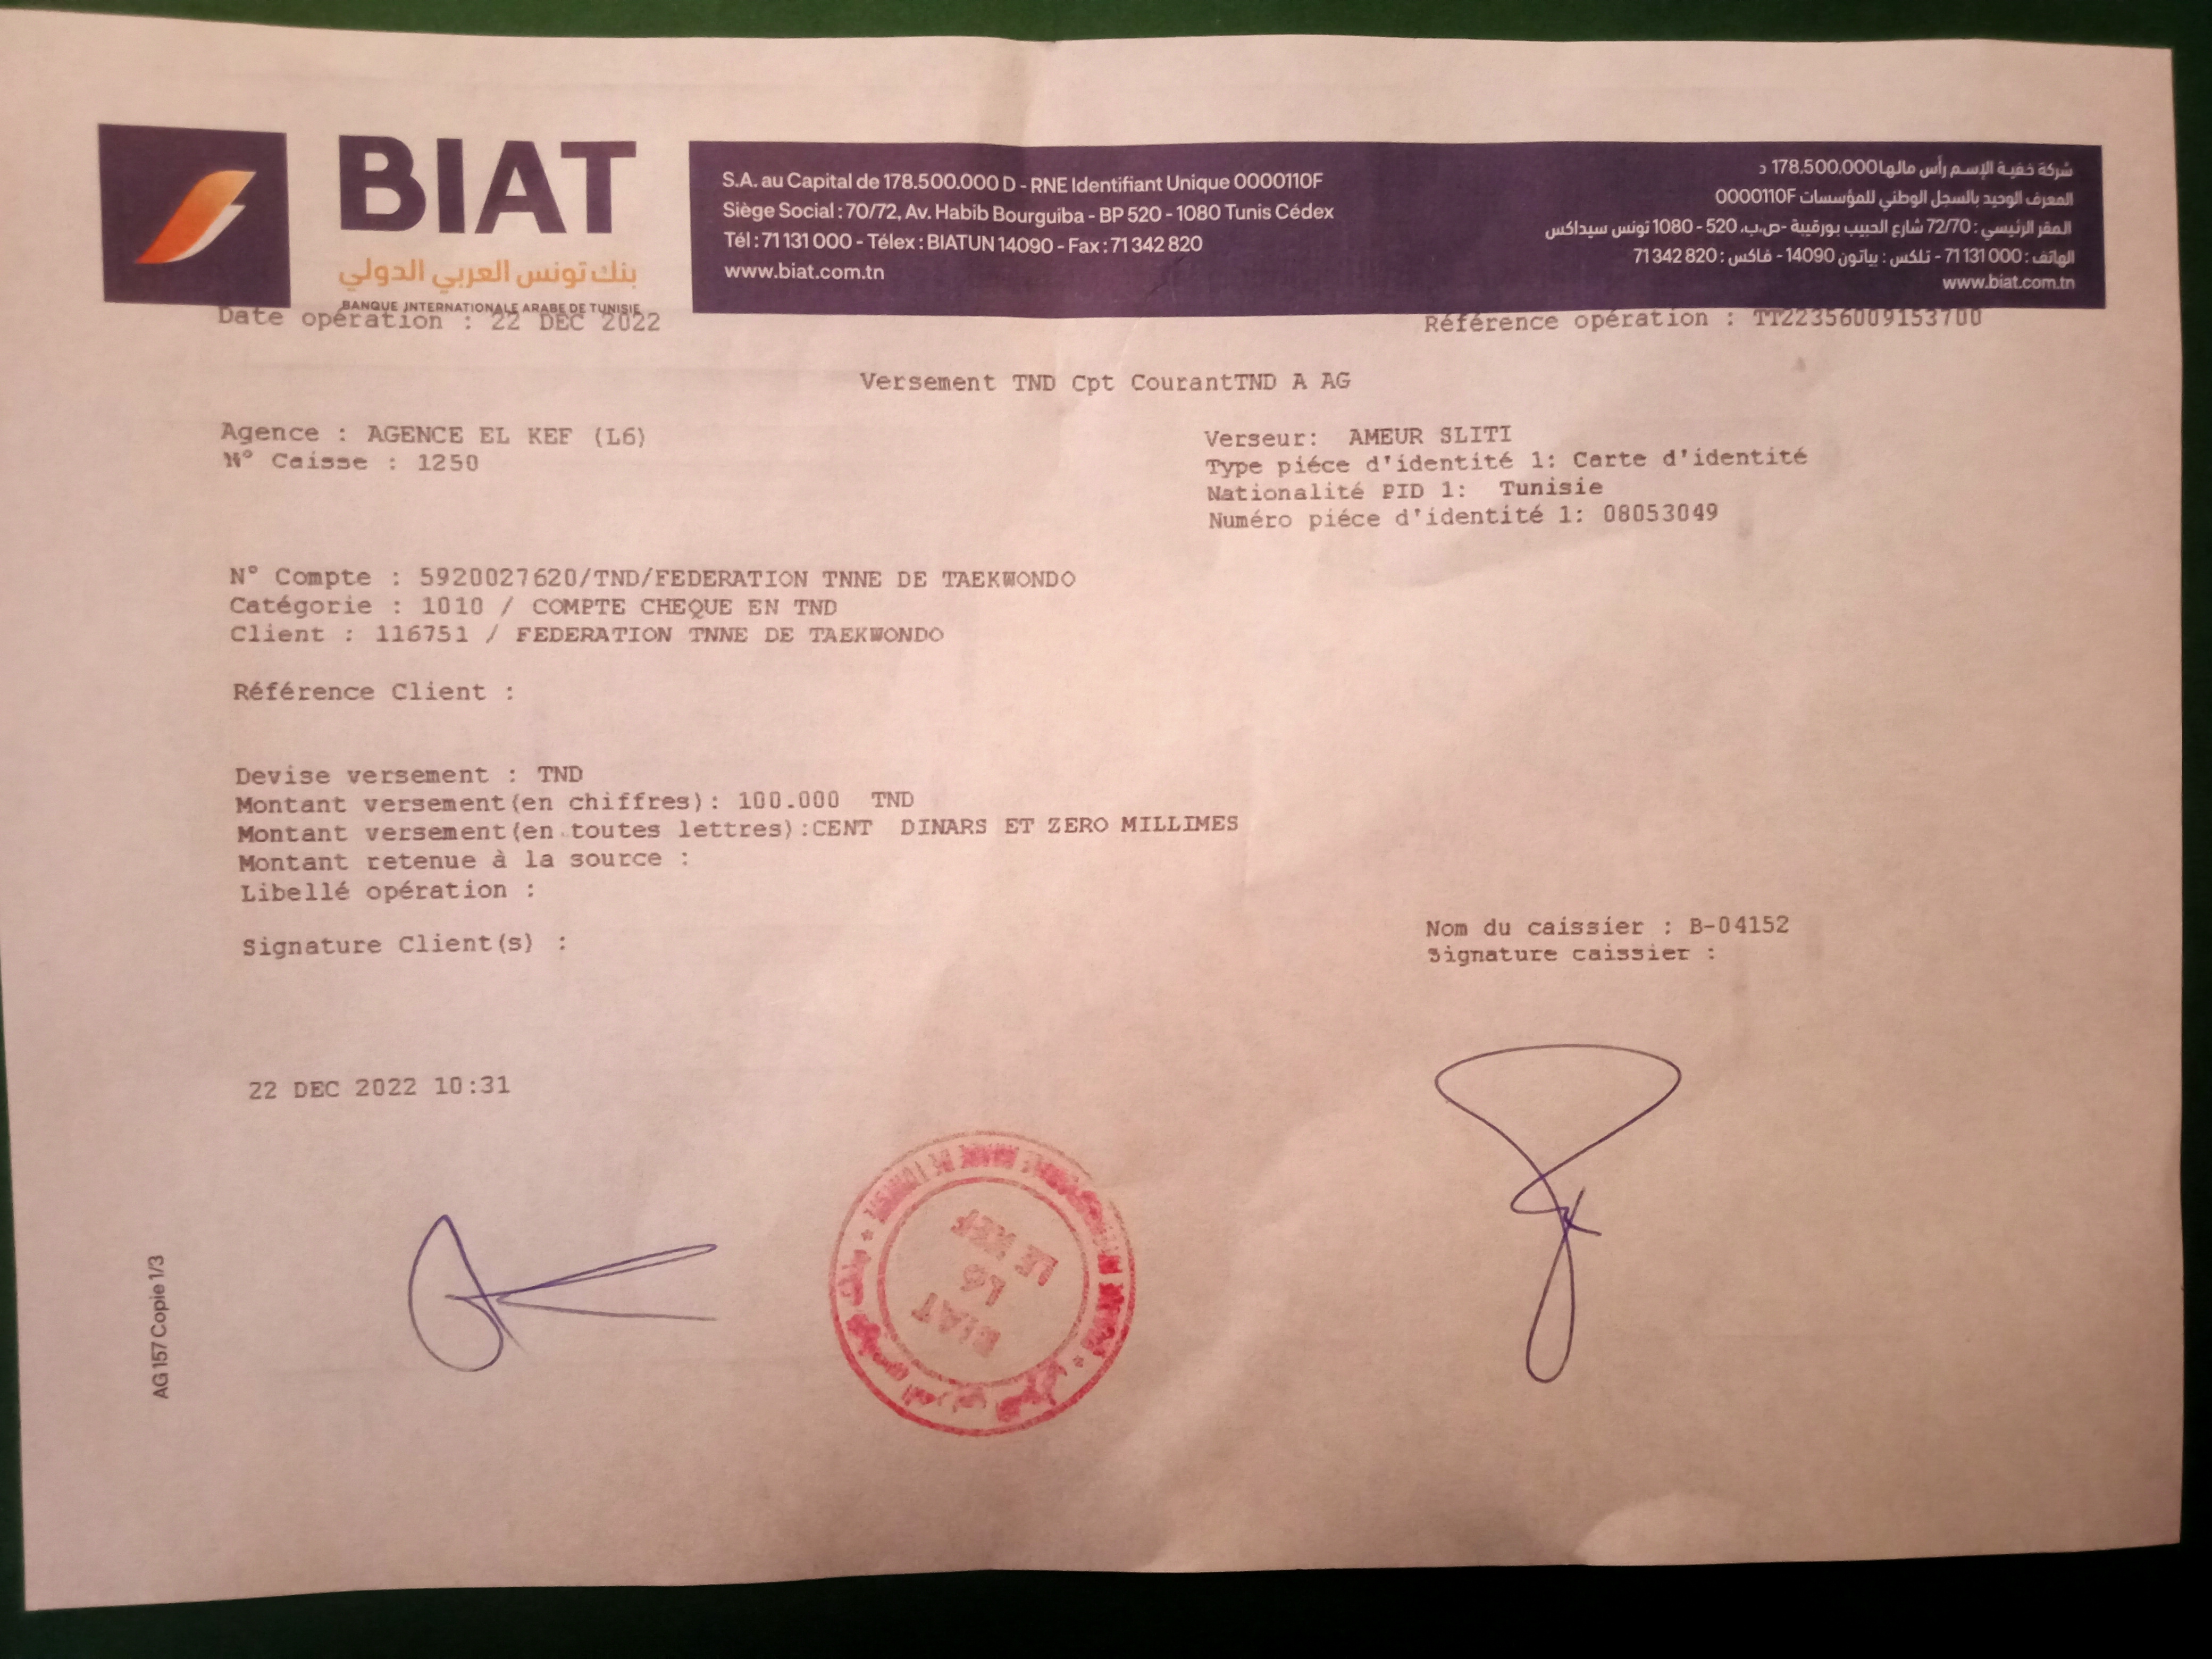 BIAT
بنك تونس العربي الدولي
BANQUE INTERNATIONALE ARABE DE TUNISIE
S.A. au Capital de 178.500.000 D - RNE Identifiant Unique 0000110F
Siège Social : 70/72, Av. Habib Bourguiba - BP 520 - 1080 Tunis Cédex
Tél : 71 131 000 - Télex : BIATUN 14090 - Fax : 71 342 820
www.biat.com.tn
شركة خفية الإسم رأس مالها 178.500.000 د
المعرف الوحيد بالسجل الوطني للمؤسسات 0000110F
المقر الرئيسي : 72/70 شارع الحبيب بورقيبة -ص.ب. 520 - 1080 تونس سيداكس
الهاتف : 71 131 000 - تلكس : بياتون 14090 - فاكس : 71 342 820
www.biat.com.tn
Date opération : 22 DEC 2022
Référence opération : TT22356009153700
Versement TND Cpt CourantTND A AG
Agence : AGENCE EL KEF (L6)
N° Caisse : 1250
Verseur: AMEUR SLITI
Type piéce d'identité 1: Carte d'identité
Nationalité PID 1: Tunisie
Numéro piéce d'identité 1: 08053049
N° Compte : 5920027620/TND/FEDERATION TNNE DE TAEKWONDO
Catégorie : 1010 / COMPTE CHEQUE EN TND
Client : 116751 / FEDERATION TNNE DE TAEKWONDO
Référence Client :
Devise versement : TND
Montant versement(en chiffres): 100.000 TND
Montant versement(en toutes lettres):CENT DINARS ET ZERO MILLIMES
Montant retenue à la source :
Libellé opération :
Signature Client(s) :
Nom du caissier : B-04152
Signature caissier :
22 DEC 2022 10:31
BIAT
L6
LE KEF
AG 157 Copie 1/3